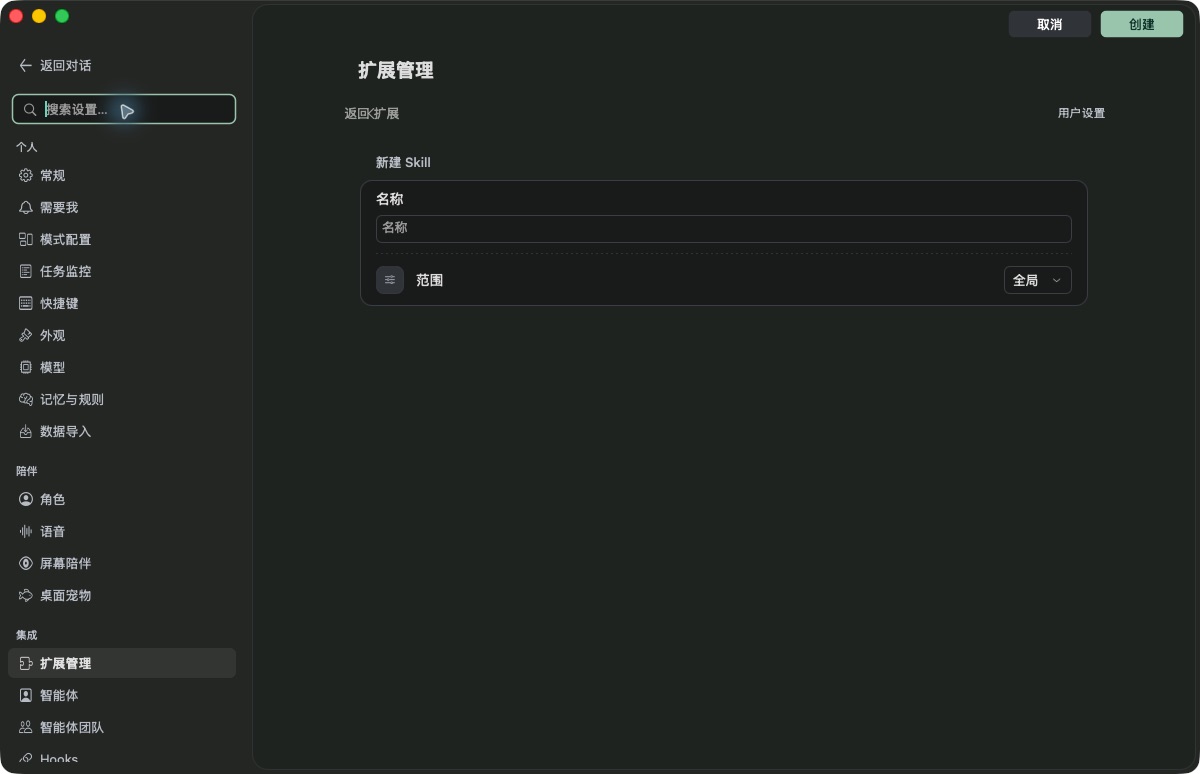 取消
创建
返回对话
搜索设置...
个人
常规
需要我
模式配置
任务监控
快捷键
外观
模型
记忆与规则
数据导入
陪伴
角色
语音
屏幕陪伴
桌面宠物
集成
扩展管理
智能体
智能体团队
Hooks
扩展管理
返回扩展
用户设置
新建 Skill
名称
名称
范围
全局